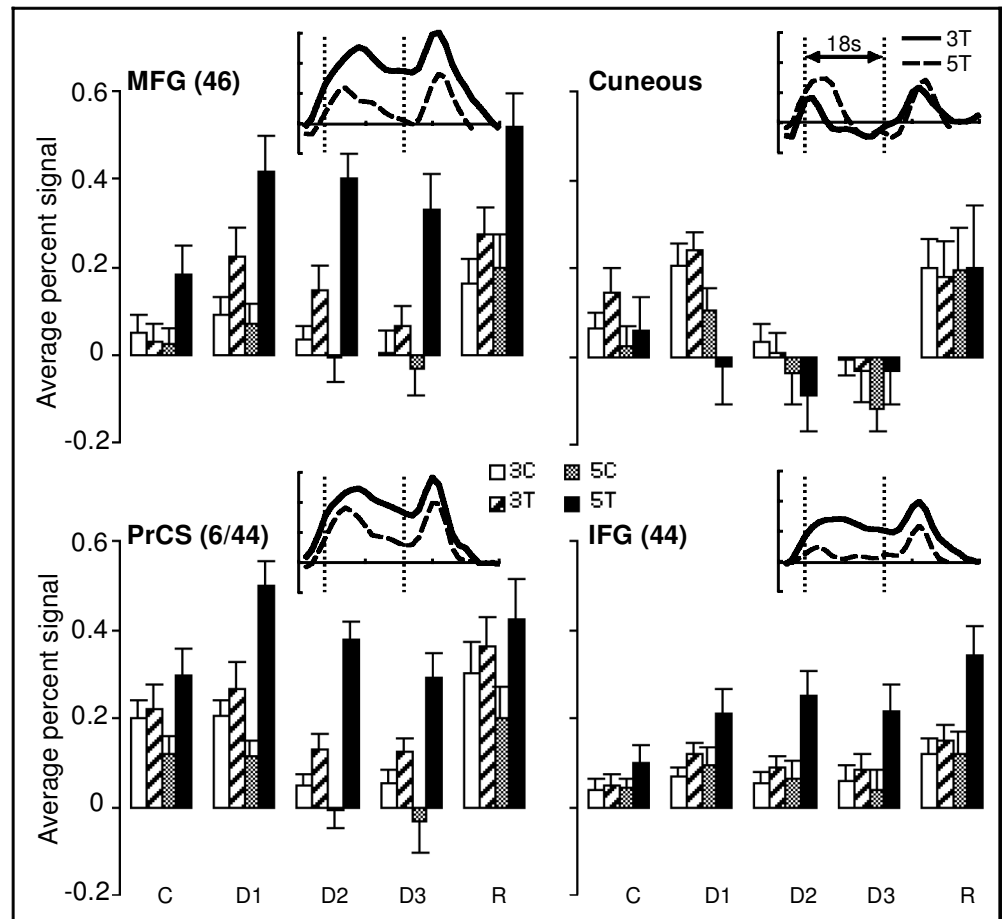 MFG (46)
18s
3T
5T
Cuneous
Average percent signal
0.6
0.4
0.2
0
-0.2
3C
5C
3T
5T
PrCS (6/44)
IFG (44)
Average percent signal
0.6
0.4
0.2
0
-0.2
C D1 D2 D3 R
C D1 D2 D3 R